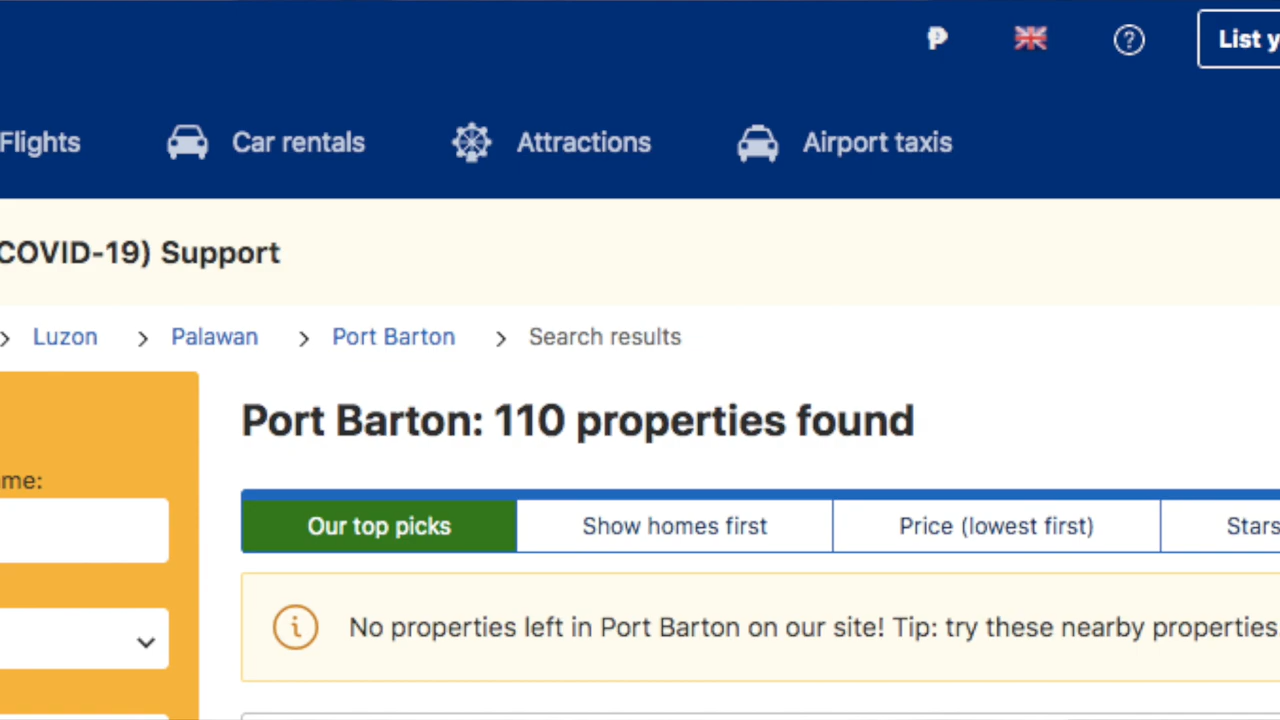 ₱
List y
Flights
Car rentals
Attractions
Airport taxis
COVID-19) Support
Luzon > Palawan > Port Barton > Search results
Port Barton: 110 properties found
ame:
Our top picks
Show homes first
Price (lowest first)
Stars
No properties left in Port Barton on our site! Tip: try these nearby properties